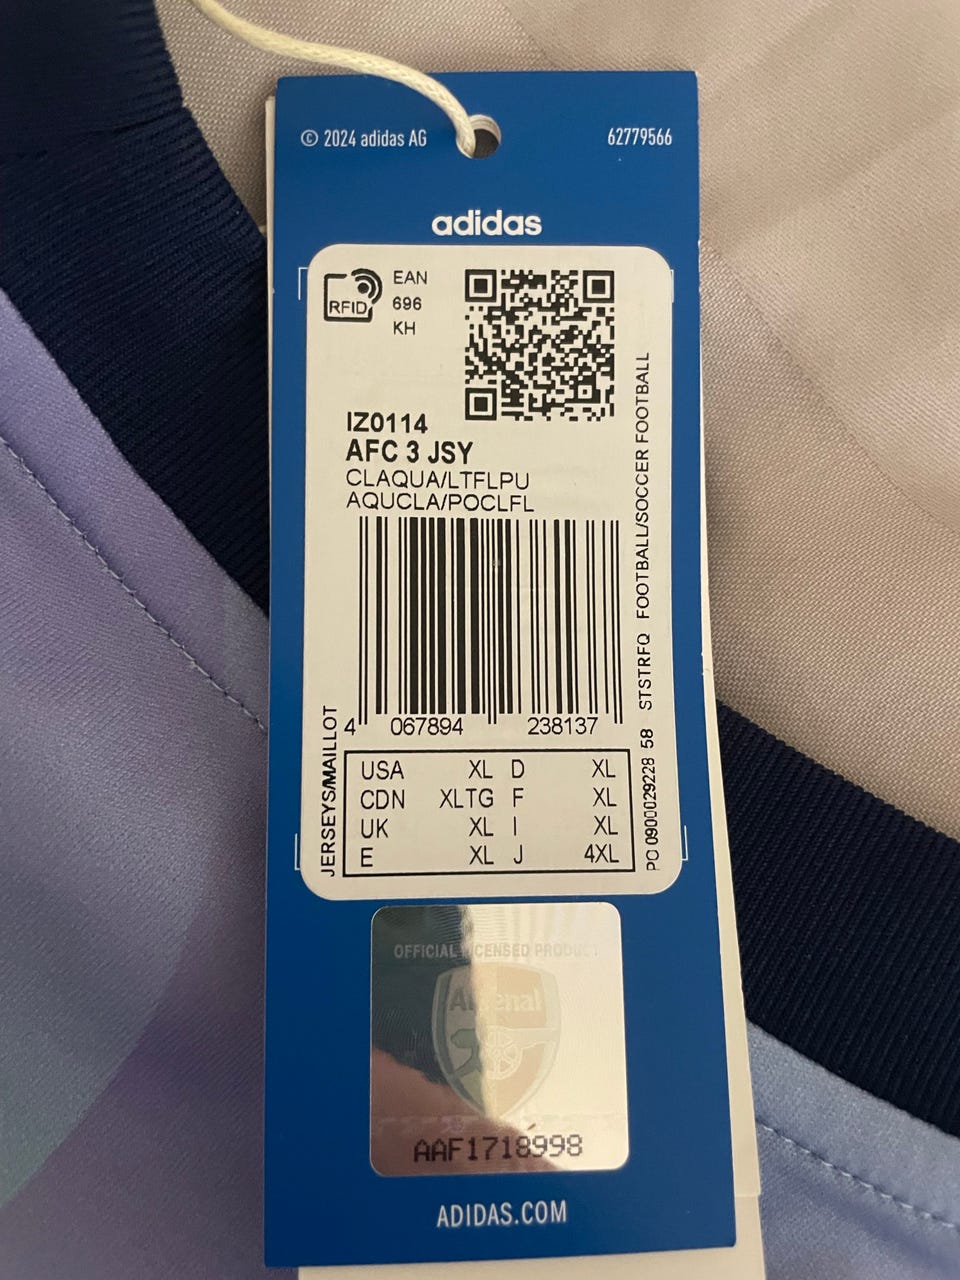 © 2024 adidas AG
62779566
adidas
RFID
EAN
696
KH
IZ0114
AFC 3 JSY
CLAQUA/LTFLPU
AQUCLA/POCLFL
4 067894 238137
JERSEYS/MAILLOT
PO 0900029228 58 STSTRFQ FOOTBALL/SOCCER FOOTBALL
USA XL D XL
CDN XLTG F XL
UK XL I XL
E XL J 4XL
OFFICIAL LICENSED PRODUCT
Arsenal
AAF1718998
ADIDAS.COM